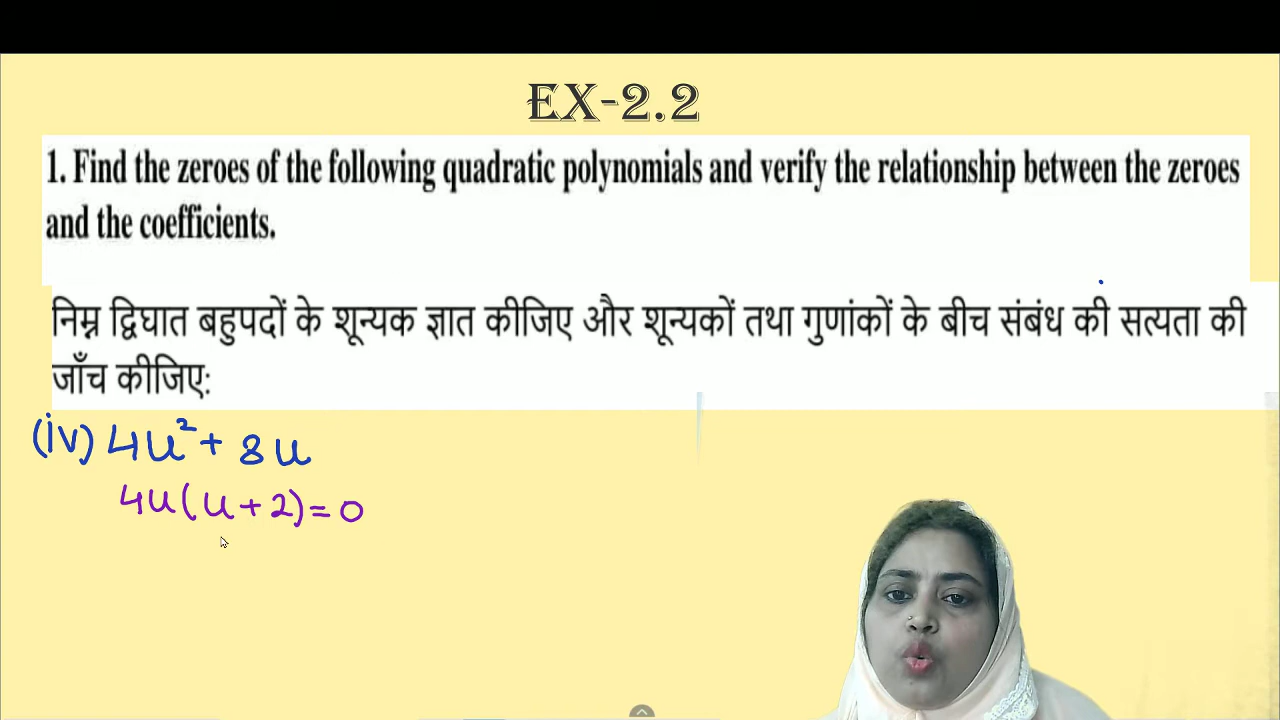 EX-2.2
1. Find the zeroes of the following quadratic polynomials and verify the relationship between the zeroes
and the coefficients.
निम्न द्विघात बहुपदों के शून्यक ज्ञात कीजिए और शून्यकों तथा गुणांकों के बीच संबंध की सत्यता की
जाँच कीजिए:
(iv) 4u² + 8u
4u(u+2)=0